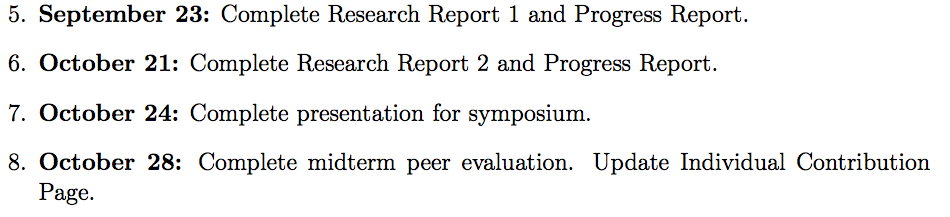 5. September 23: Complete Research Report 1 and Progress Report.
6. October 21: Complete Research Report 2 and Progress Report.
7. October 24: Complete presentation for symposium.
8. October 28: Complete midterm peer evaluation. Update Individual Contribution
Page.